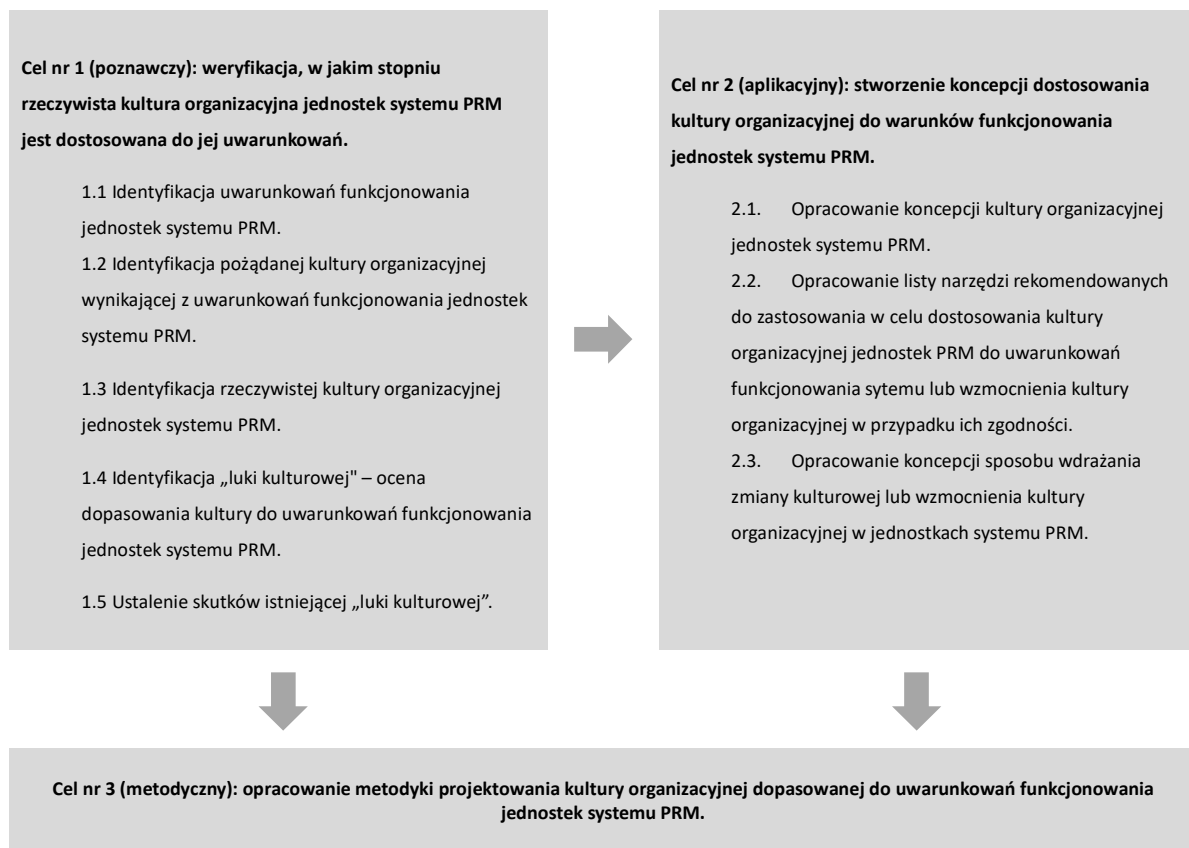 Cel nr 1 (poznawczy): weryfikacja, w jakim stopniu
rzeczywista kultura organizacyjna jednostek systemu PRM
jest dostosowana do jej uwarunkowań.
1.1 Identyfikacja uwarunkowań funkcjonowania
jednostek systemu PRM.
1.2 Identyfikacja pożądanej kultury organizacyjnej
wynikającej z uwarunkowań funkcjonowania jednostek
systemu PRM.
1.3 Identyfikacja rzeczywistej kultury organizacyjnej
jednostek systemu PRM.
1.4 Identyfikacja „luki kulturowej" – ocena
dopasowania kultury do uwarunkowań funkcjonowania
jednostek systemu PRM.
1.5 Ustalenie skutków istniejącej „luki kulturowej”.
Cel nr 2 (aplikacyjny): stworzenie koncepcji dostosowania
kultury organizacyjnej do warunków funkcjonowania
jednostek systemu PRM.
2.1. Opracowanie koncepcji kultury organizacyjnej
jednostek systemu PRM.
2.2. Opracowanie listy narzędzi rekomendowanych
do zastosowania w celu dostosowania kultury
organizacyjnej jednostek PRM do uwarunkowań
funkcjonowania sytemu lub wzmocnienia kultury
organizacyjnej w przypadku ich zgodności.
2.3. Opracowanie koncepcji sposobu wdrażania
zmiany kulturowej lub wzmocnienia kultury
organizacyjnej w jednostkach systemu PRM.
Cel nr 3 (metodyczny): opracowanie metodyki projektowania kultury organizacyjnej dopasowanej do uwarunkowań funkcjonowania
jednostek systemu PRM.